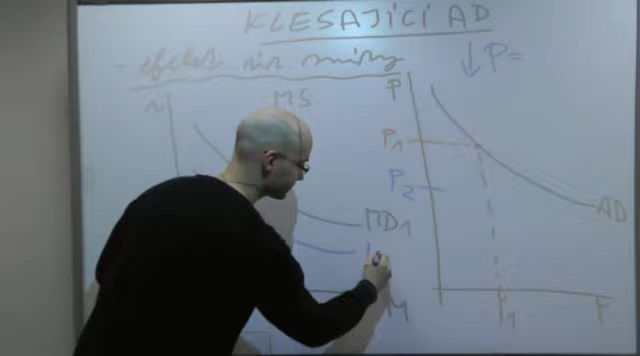 KLESAJÍCÍ AD
- efekt úr. míry ↓ P =
MS
P
P1
P2
MD1
AD
M
Y1
Y